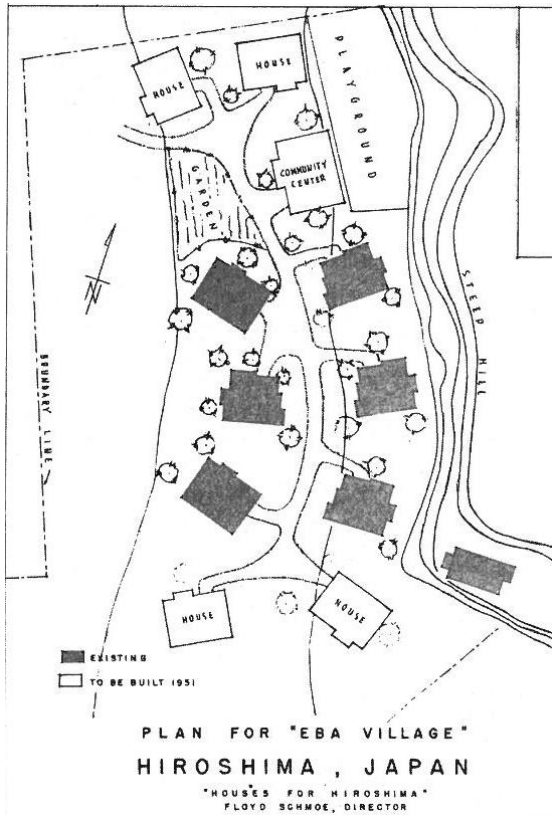 HOUSE
HOUSE
PLAYGROUND
COMMUNITY
CENTER
GARDEN
N
STEEP HILL
BOUNDARY LINE
HOUSE
HOUSE
EXISTING
TO BE BUILT 1951
PLAN FOR "EBA VILLAGE"
HIROSHIMA, JAPAN
"HOUSES FOR HIROSHIMA"
FLOYD SCHMOE, DIRECTOR